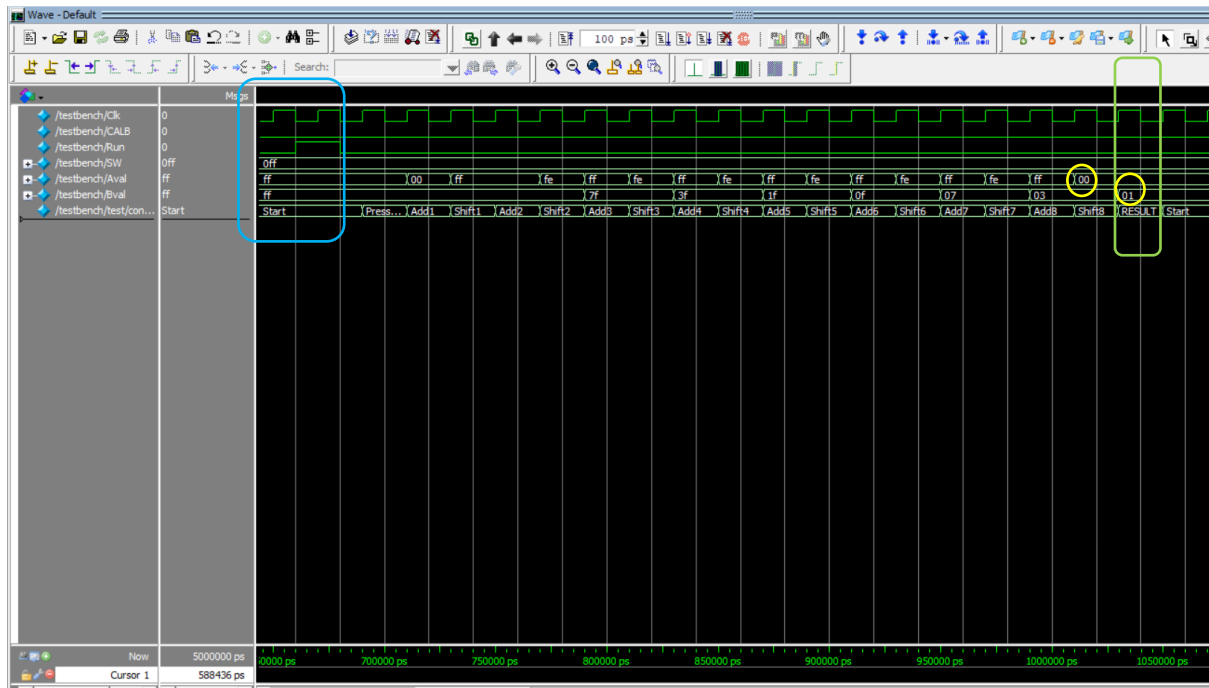 Wave - Default
100 ps
Search:
Msgs
/testbench/Clk 0
/testbench/CALB 0
/testbench/Run 0
/testbench/SW 0ff 0ff
/testbench/Aval ff ff 00 ff fe ff fe ff fe ff fe ff fe ff fe ff 00
/testbench/Bval ff ff 7f 3f 1f 0f 07 03 01
/testbench/test/con... Start Start Press... Add1 Shift1 Add2 Shift2 Add3 Shift3 Add4 Shift4 Add5 Shift5 Add6 Shift6 Add7 Shift7 Add8 Shift8 RESULT Start
Now 5000000 ps 700000 ps 750000 ps 800000 ps 850000 ps 900000 ps 950000 ps 1000000 ps 1050000 ps
Cursor 1 588436 ps